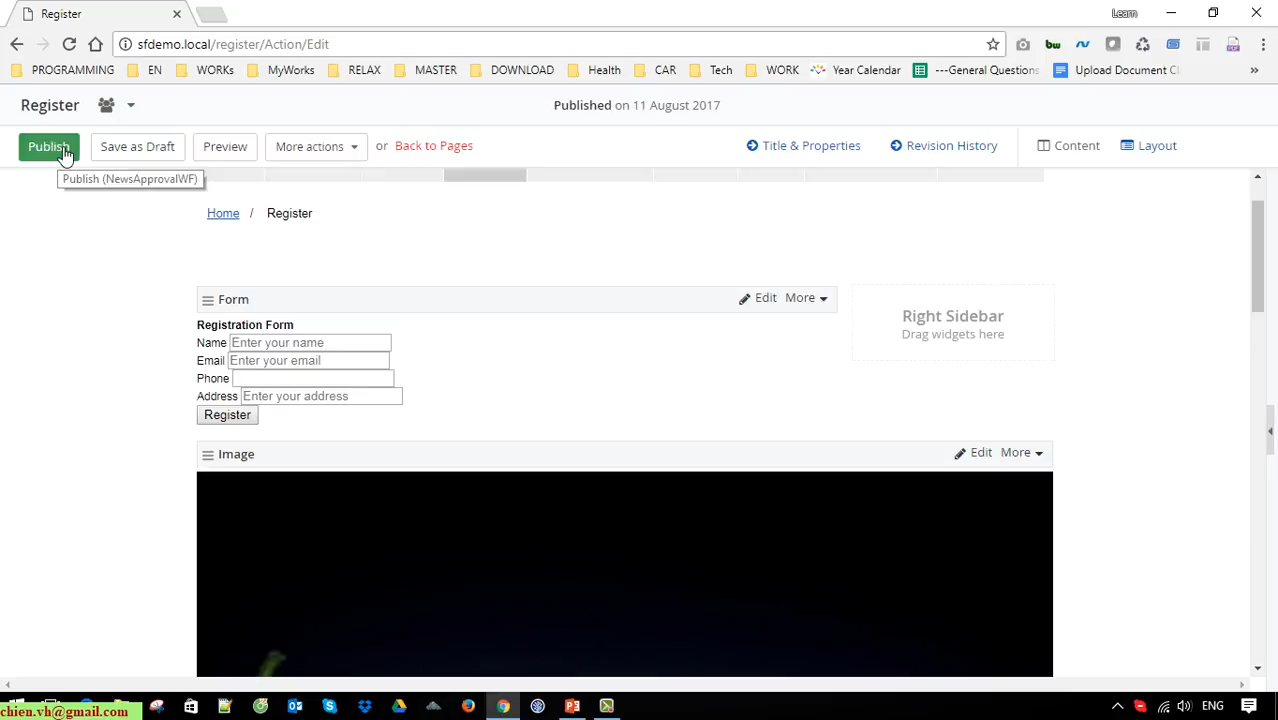 Register
Learn
sfdemo.local/register/Action/Edit
PROGRAMMING EN WORKs MyWorks RELAX MASTER DOWNLOAD Health CAR Tech WORK Year Calendar ---General Questions Upload Document Cl »
Register
Published on 11 August 2017
Publish Save as Draft Preview More actions or Back to Pages Title & Properties Revision History Content Layout
Publish (NewsApprovalWF)
Home / Register
Form Edit More
Right Sidebar
Drag widgets here
Registration Form
Name Enter your name
Email Enter your email
Phone
Address Enter your address
Register
Image Edit More
ENG
chien.vh@gmail.com